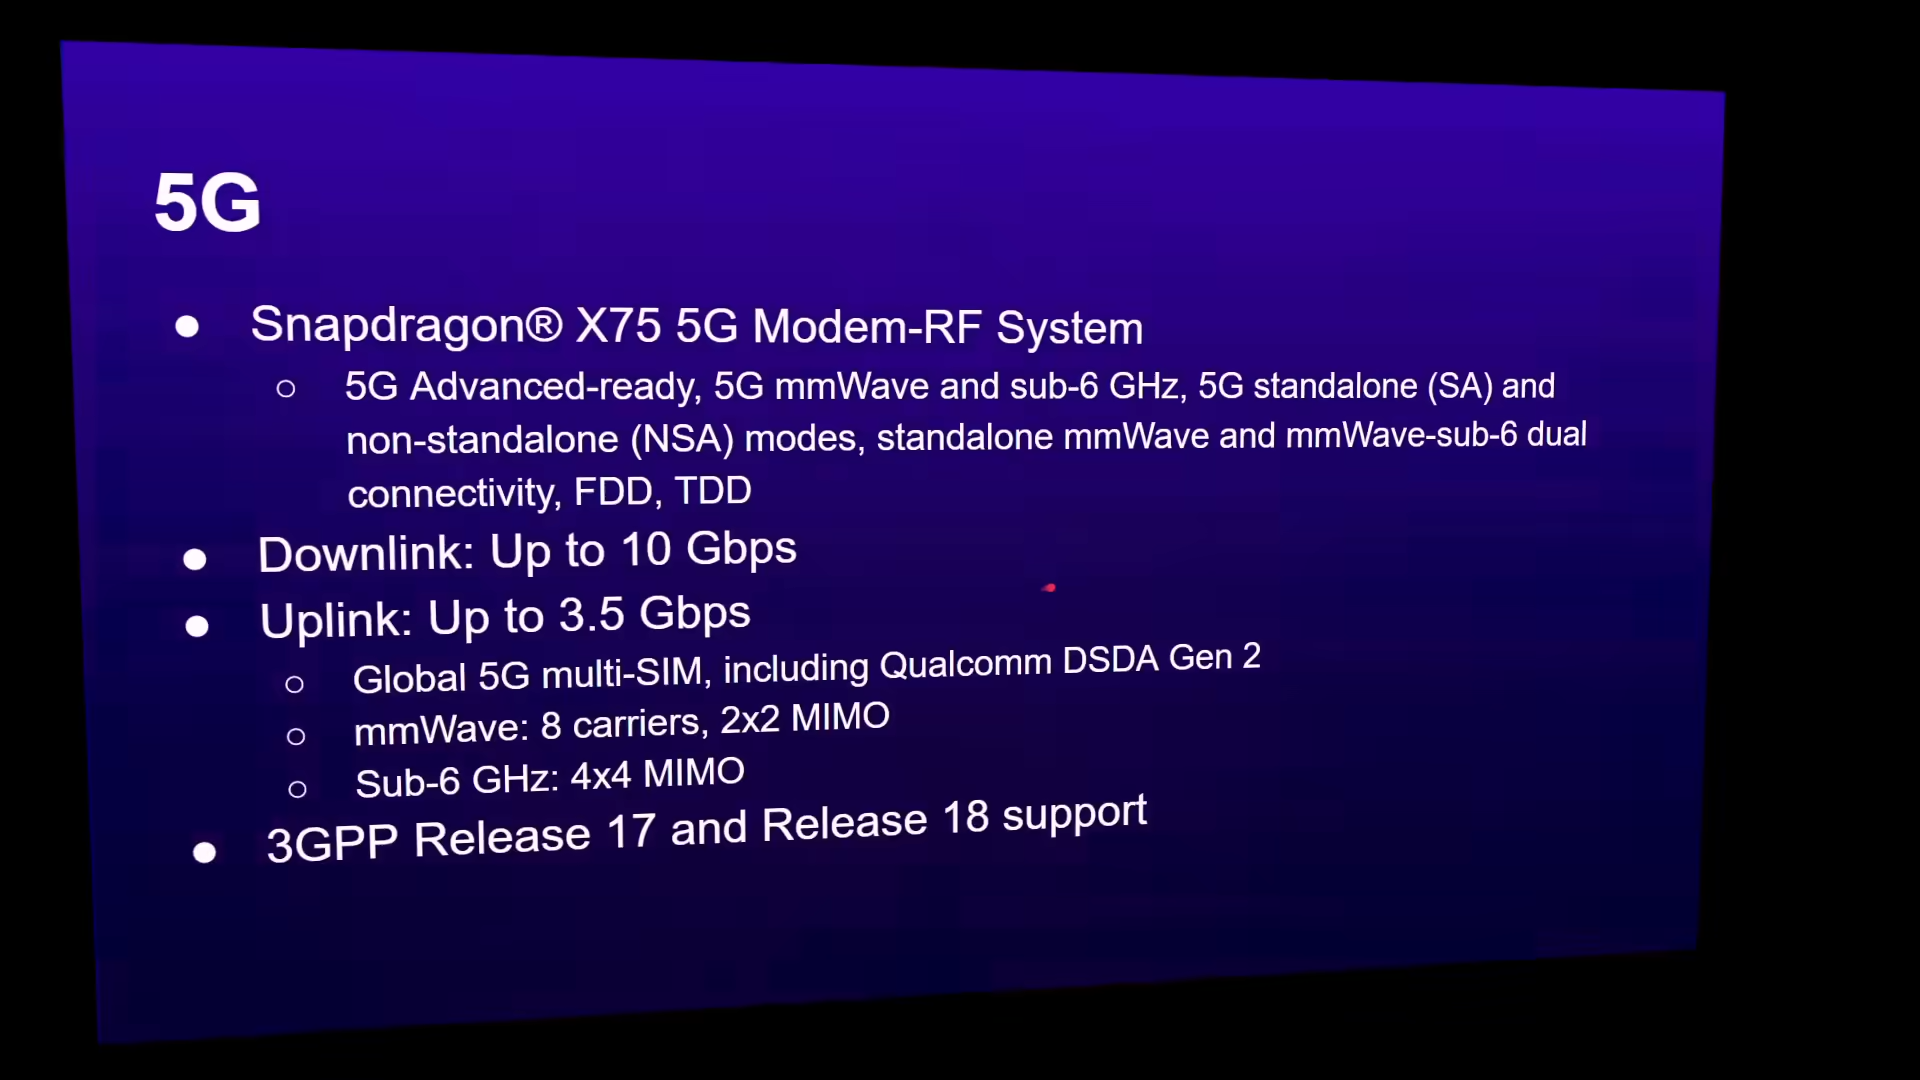 5G
● Snapdragon® X75 5G Modem-RF System
○ 5G Advanced-ready, 5G mmWave and sub-6 GHz, 5G standalone (SA) and
non-standalone (NSA) modes, standalone mmWave and mmWave-sub-6 dual
connectivity, FDD, TDD
● Downlink: Up to 10 Gbps
● Uplink: Up to 3.5 Gbps
○ Global 5G multi-SIM, including Qualcomm DSDA Gen 2
○ mmWave: 8 carriers, 2x2 MIMO
○ Sub-6 GHz: 4x4 MIMO
● 3GPP Release 17 and Release 18 support